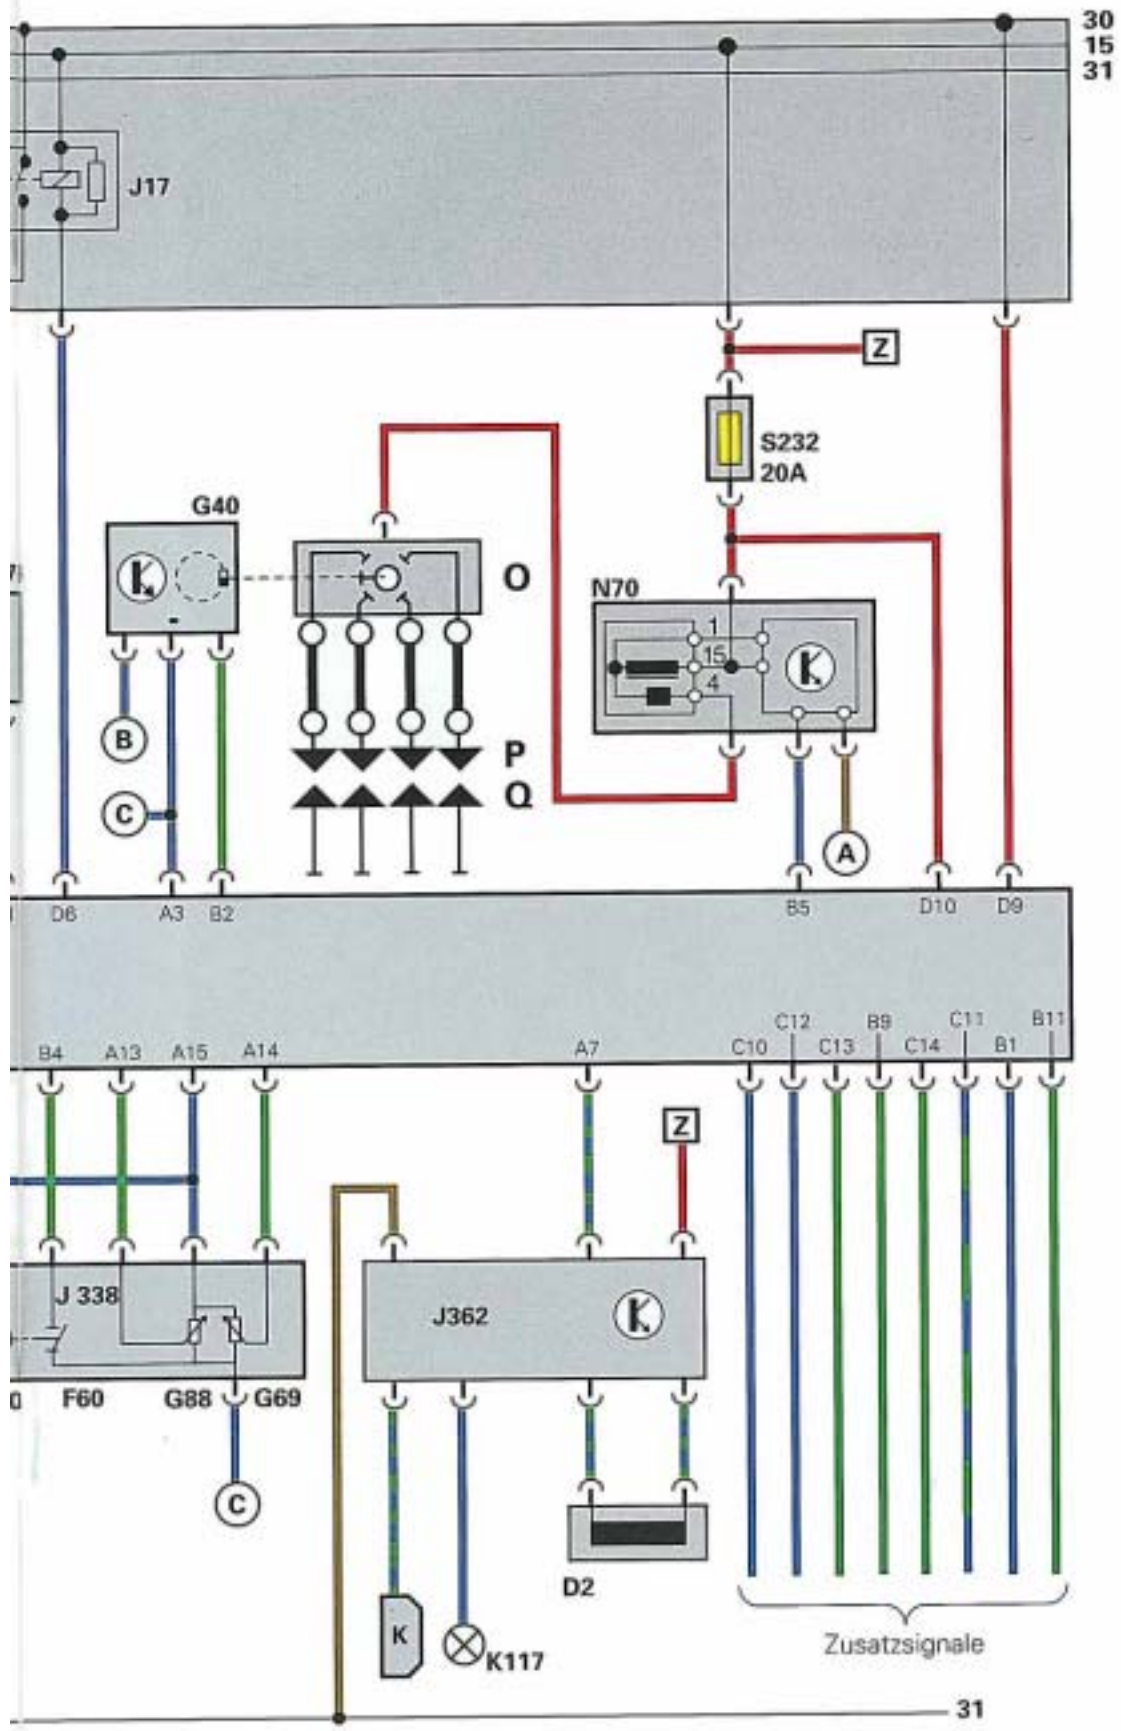 30
15
31
J17
Z
S232
20A
G40
O
N70
1
15
4
B
P
Q
C
A
D6
A3
B2
B5
D10
D9
C12
B9
C11
B11
B4
A13
A15
A14
A7
C10
C13
C14
B1
Z
J 338
J362
F60
G88
G69
C
D2
K
K117
Zusatzsignale
31